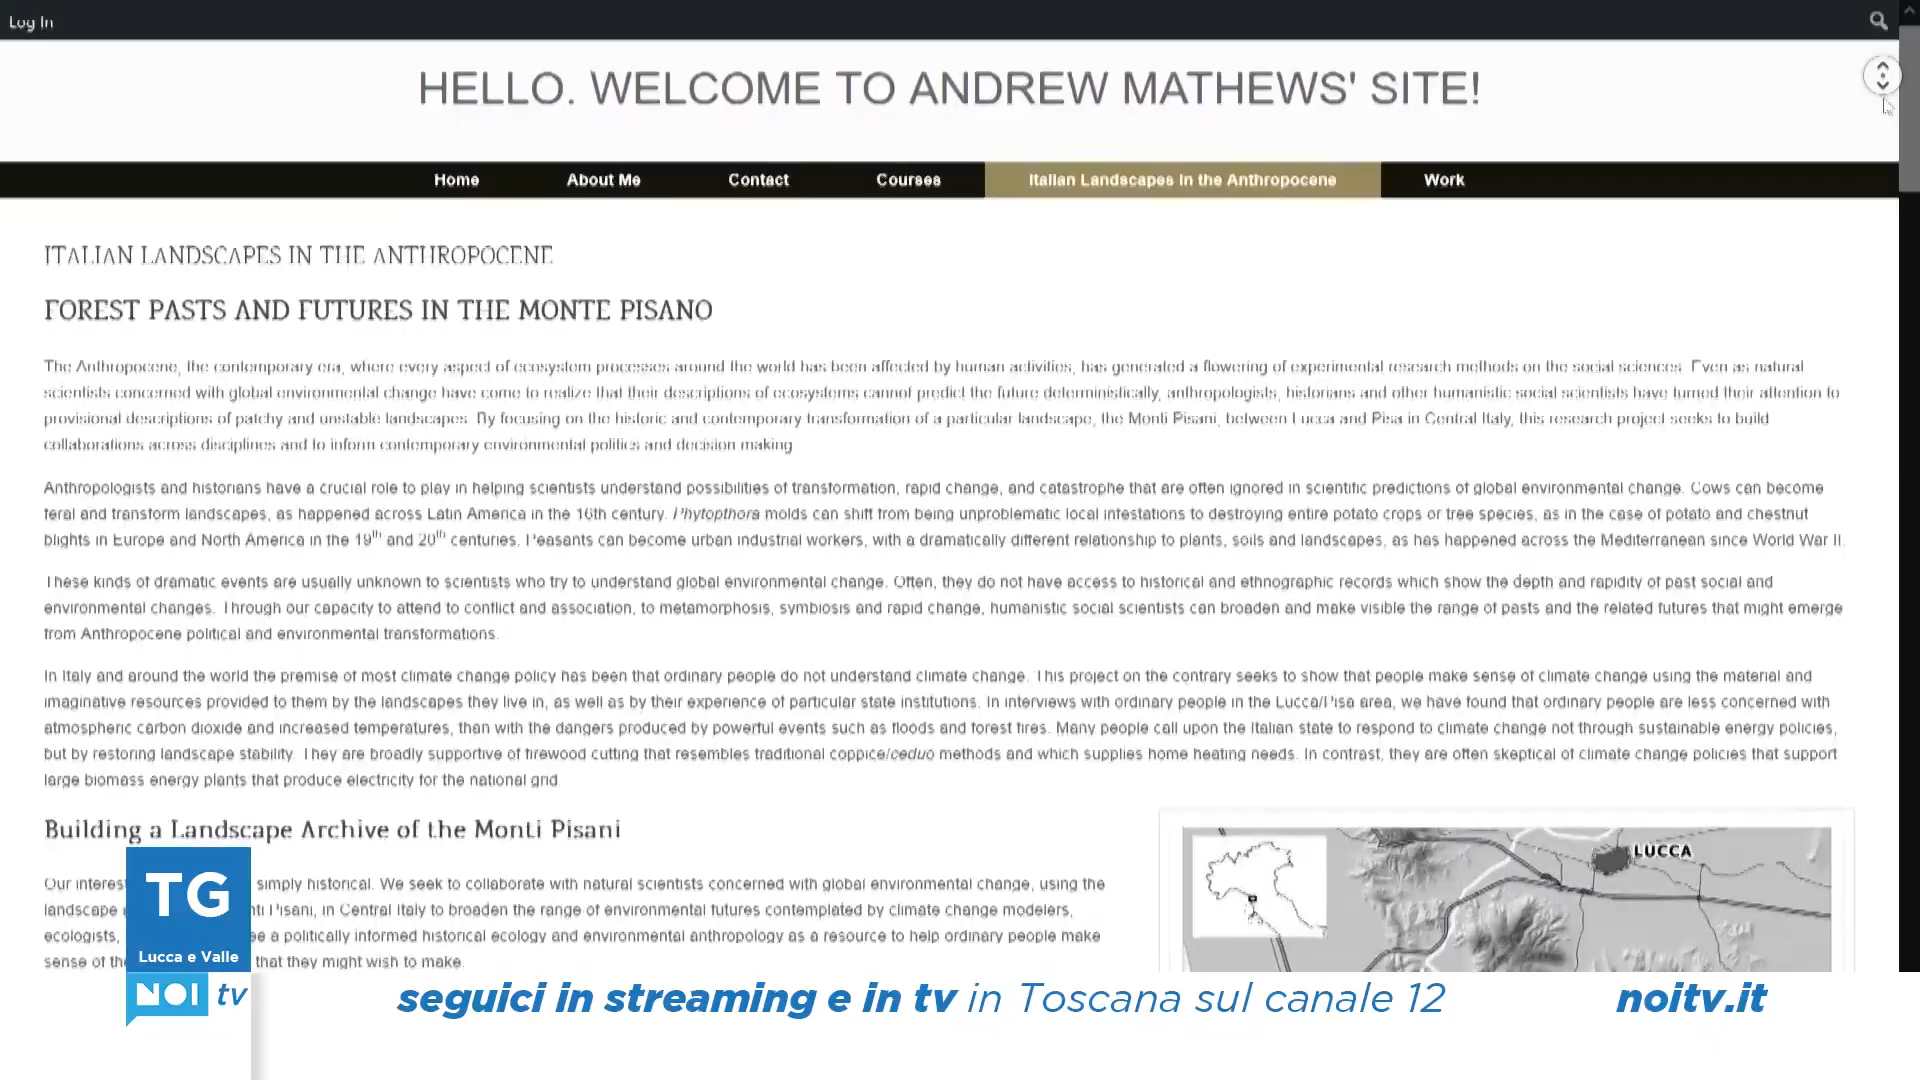 Log In
HELLO. WELCOME TO ANDREW MATHEWS' SITE!
Home About Me Contact Courses Italian Landscapes in the Anthropocene Work
ITALIAN LANDSCAPES IN THE ANTHROPOCENE
FOREST PASTS AND FUTURES IN THE MONTE PISANO
The Anthropocene, the contemporary era, where every aspect of ecosystem processes around the world has been affected by human activities, has generated a flowering of experimental research methods on the social sciences. Even as natural
scientists concerned with global environmental change have come to realize that their descriptions of ecosystems cannot predict the future deterministically, anthropologists, historians and other humanistic social scientists have turned their attention to
provisional descriptions of patchy and unstable landscapes. By focusing on the historic and contemporary transformation of a particular landscape, the Monti Pisani, between Lucca and Pisa in Central Italy, this research project seeks to build
collaborations across disciplines and to inform contemporary environmental politics and decision making
Anthropologists and historians have a crucial role to play in helping scientists understand possibilities of transformation, rapid change, and catastrophe that are often ignored in scientific predictions of global environmental change. Cows can become
feral and transform landscapes, as happened across Latin America in the 16th century. Phytopthora molds can shift from being unproblematic local infestations to destroying entire potato crops or tree species, as in the case of potato and chestnut
blights in Europe and North America in the 19th and 20th centuries. Peasants can become urban industrial workers, with a dramatically different relationship to plants, soils and landscapes, as has happened across the Mediterranean since World War II.
These kinds of dramatic events are usually unknown to scientists who try to understand global environmental change. Often, they do not have access to historical and ethnographic records which show the depth and rapidity of past social and
environmental changes. Through our capacity to attend to conflict and association, to metamorphosis, symbiosis and rapid change, humanistic social scientists can broaden and make visible the range of pasts and the related futures that might emerge
from Anthropocene political and environmental transformations.
In Italy and around the world the premise of most climate change policy has been that ordinary people do not understand climate change. This project on the contrary seeks to show that people make sense of climate change using the material and
imaginative resources provided to them by the landscapes they live in, as well as by their experience of particular state institutions. In interviews with ordinary people in the Lucca/Pisa area, we have found that ordinary people are less concerned with
atmospheric carbon dioxide and increased temperatures, than with the dangers produced by powerful events such as floods and forest fires. Many people call upon the Italian state to respond to climate change not through sustainable energy policies,
but by restoring landscape stability. They are broadly supportive of firewood cutting that resembles traditional coppice/ceduo methods and which supplies home heating needs. In contrast, they are often skeptical of climate change policies that support
large biomass energy plants that produce electricity for the national grid
Building a Landscape Archive of the Monti Pisani
Our interest simply historical. We seek to collaborate with natural scientists concerned with global environmental change, using the
landscape Pisani, in Central Italy to broaden the range of environmental futures contemplated by climate change modelers,
ecologists, a politically informed historical ecology and environmental anthropology as a resource to help ordinary people make
sense of the that they might wish to make.
LUCCA
TG
Lucca e Valle
NOI tv
seguici in streaming e in tv in Toscana sul canale 12
noitv.it